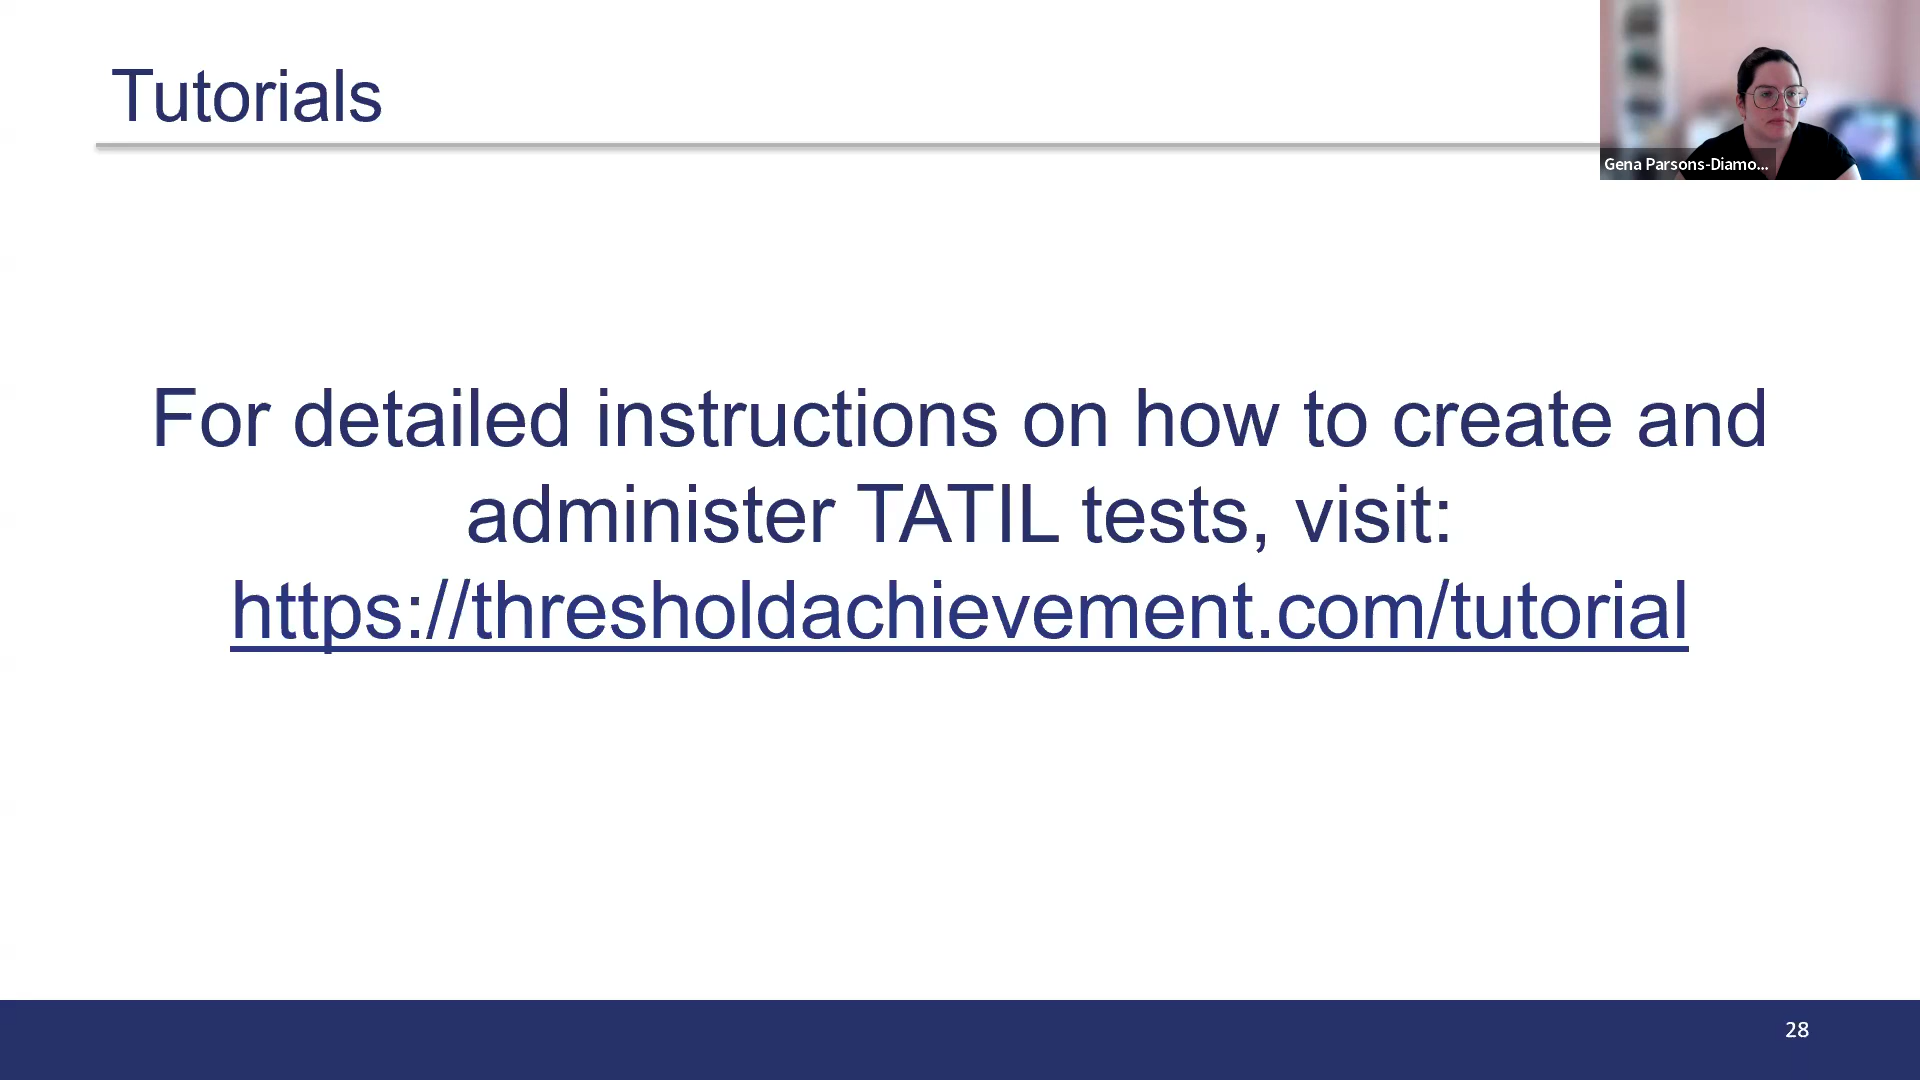 Tutorials
Gena Parsons-Diamo...
For detailed instructions on how to create and
administer TATIL tests, visit:
https://thresholdachievement.com/tutorial
28